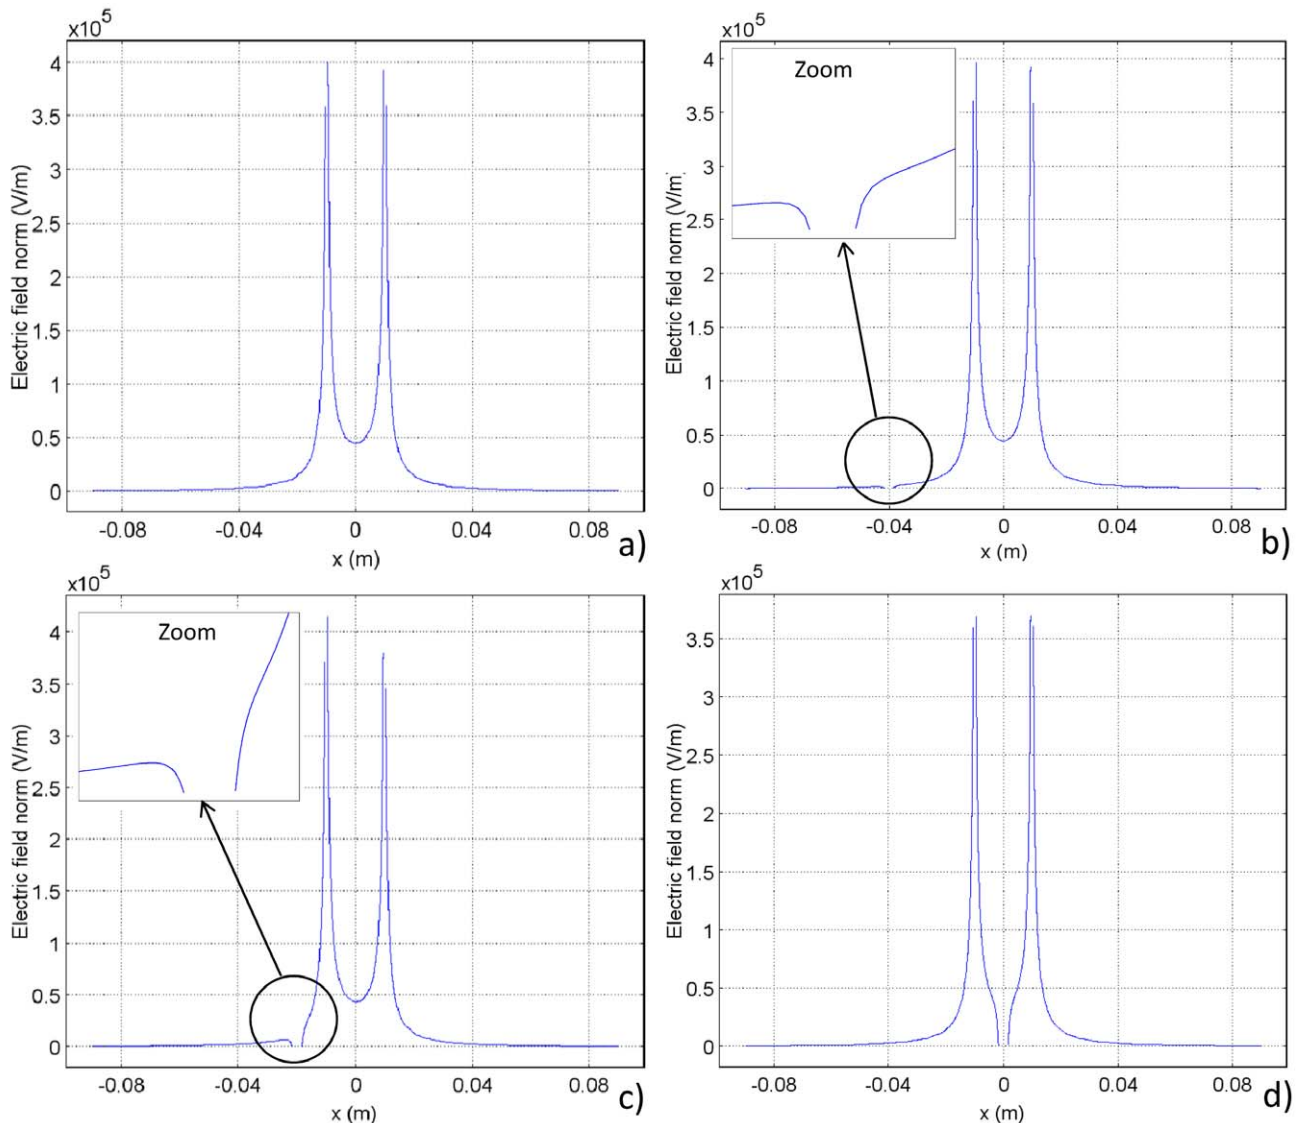 x10^5
4
3.5
3
2.5
2
1.5
1
0.5
0
Electric field norm (V/m)
-0.08 -0.04 0 0.04 0.08
x (m)
a)
x10^5
Zoom
4
3.5
3
2.5
2
1.5
1
0.5
0
Electric field norm (V/m
-0.08 -0.04 0 0.04 0.08
x (m)
b)
x10^5
Zoom
4
3.5
3
2.5
2
1.5
1
0.5
0
Electric field norm (V/m)
-0.08 -0.04 0 0.04 0.08
x (m)
c)
x10^5
3.5
3
2.5
2
1.5
1
0.5
0
Electric field norm (V/m)
-0.08 -0.04 0 0.04 0.08
x (m)
d)